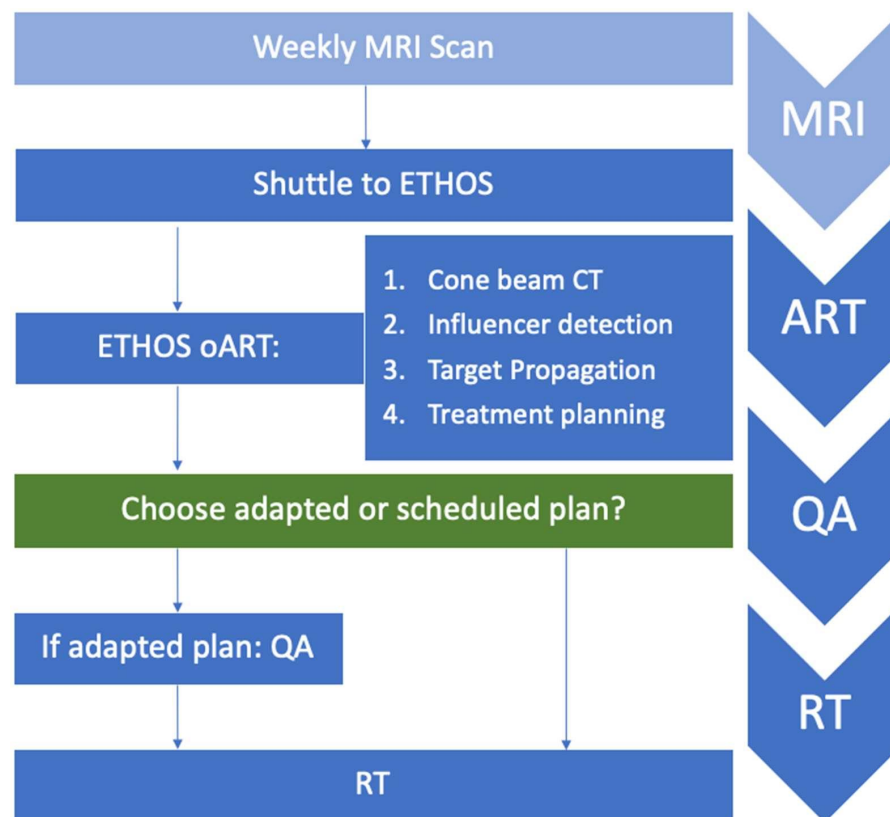 Weekly MRI Scan
MRI
Shuttle to ETHOS
ETHOS oART:
1. Cone beam CT
2. Influencer detection
3. Target Propagation
4. Treatment planning
ART
Choose adapted or scheduled plan?
QA
If adapted plan: QA
RT
RT